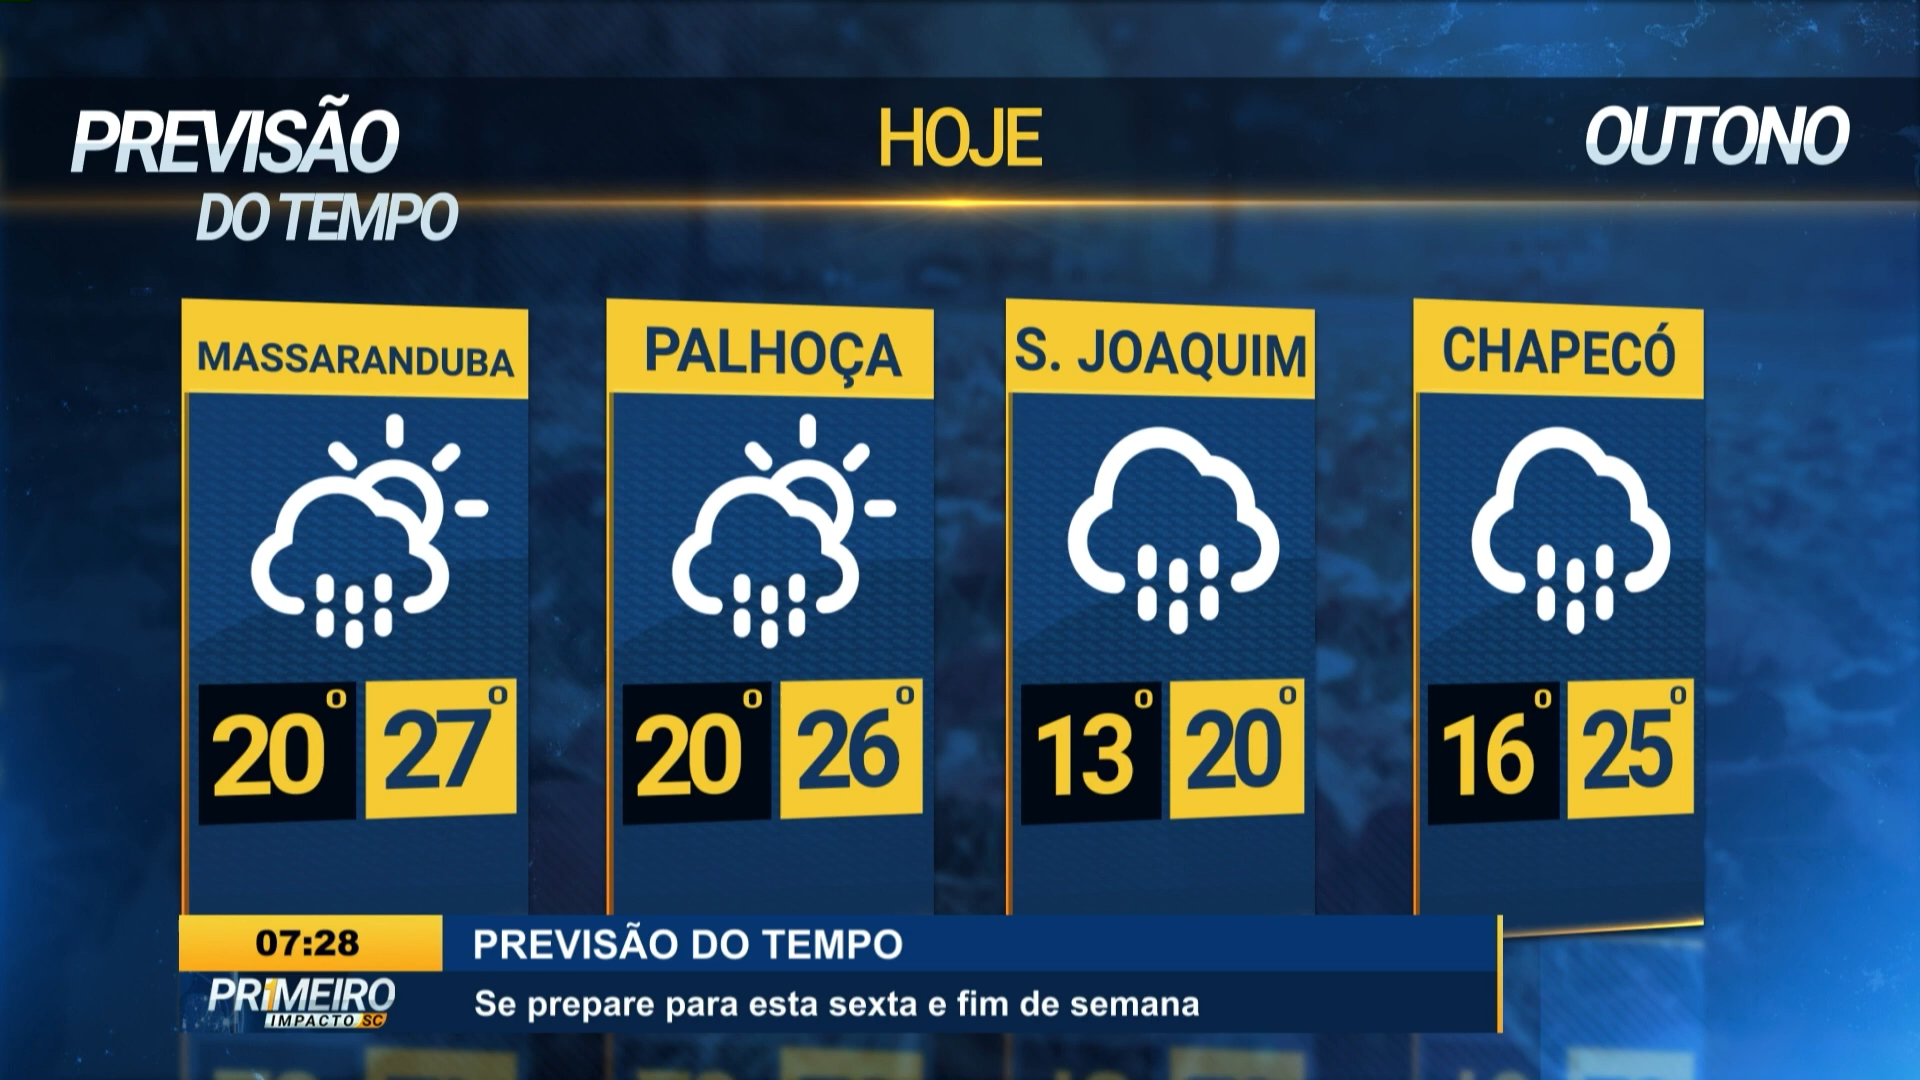 PREVISÃO
DO TEMPO
HOJE
OUTONO
MASSARANDUBA
20º 27º
PALHOÇA
20º 26º
S. JOAQUIM
13º 20º
CHAPECÓ
16º 25º
07:28
PREVISÃO DO TEMPO
PR1MEIRO
IMPACTO SC
Se prepare para esta sexta e fim de semana